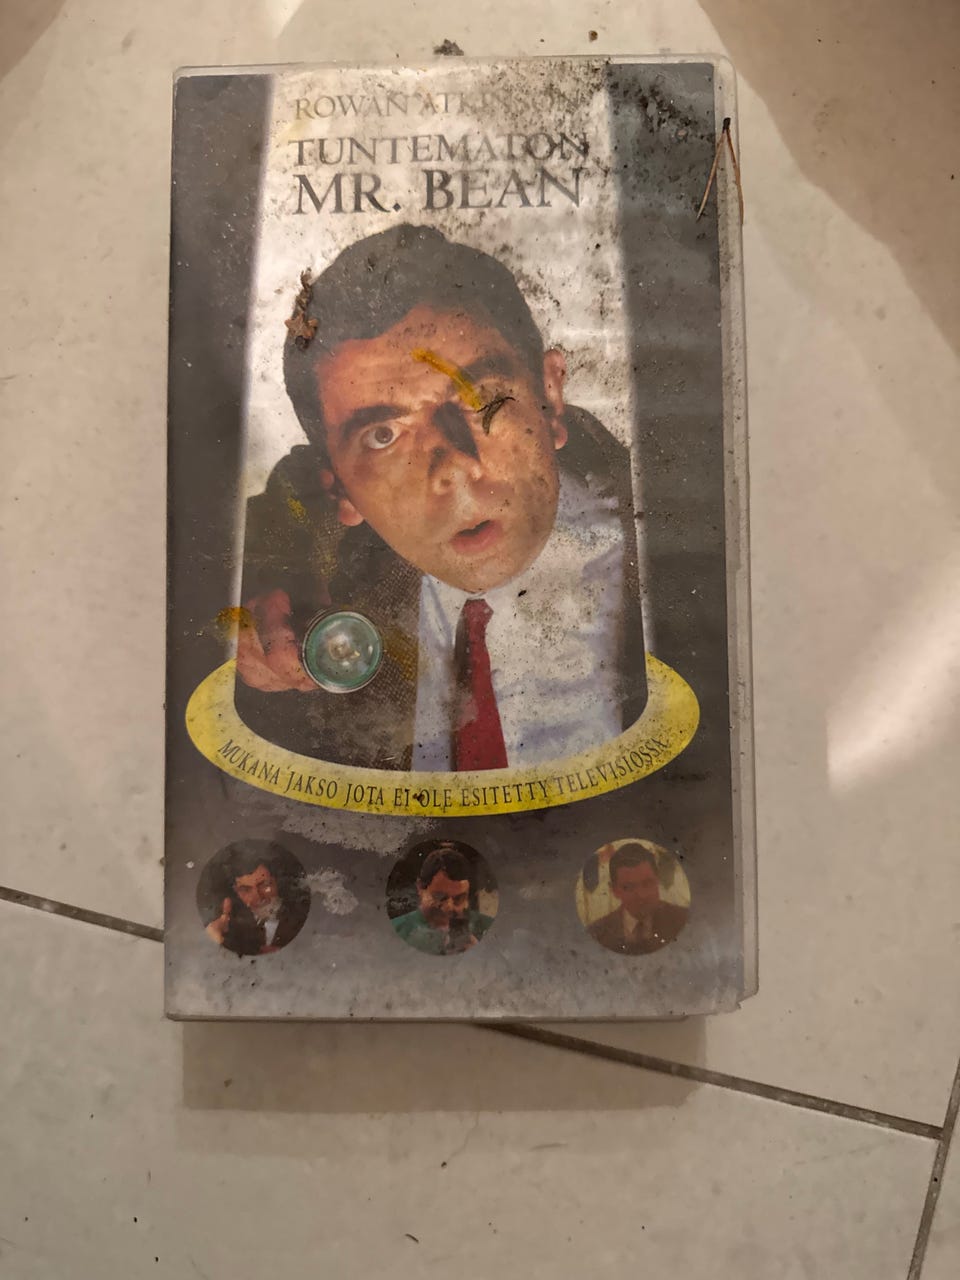 ROWAN ATKINSON
TUNTEMATON
MR. BEAN
MUKANA JAKSO JOTA EI OLE ESITETTY TELEVISIOSSA